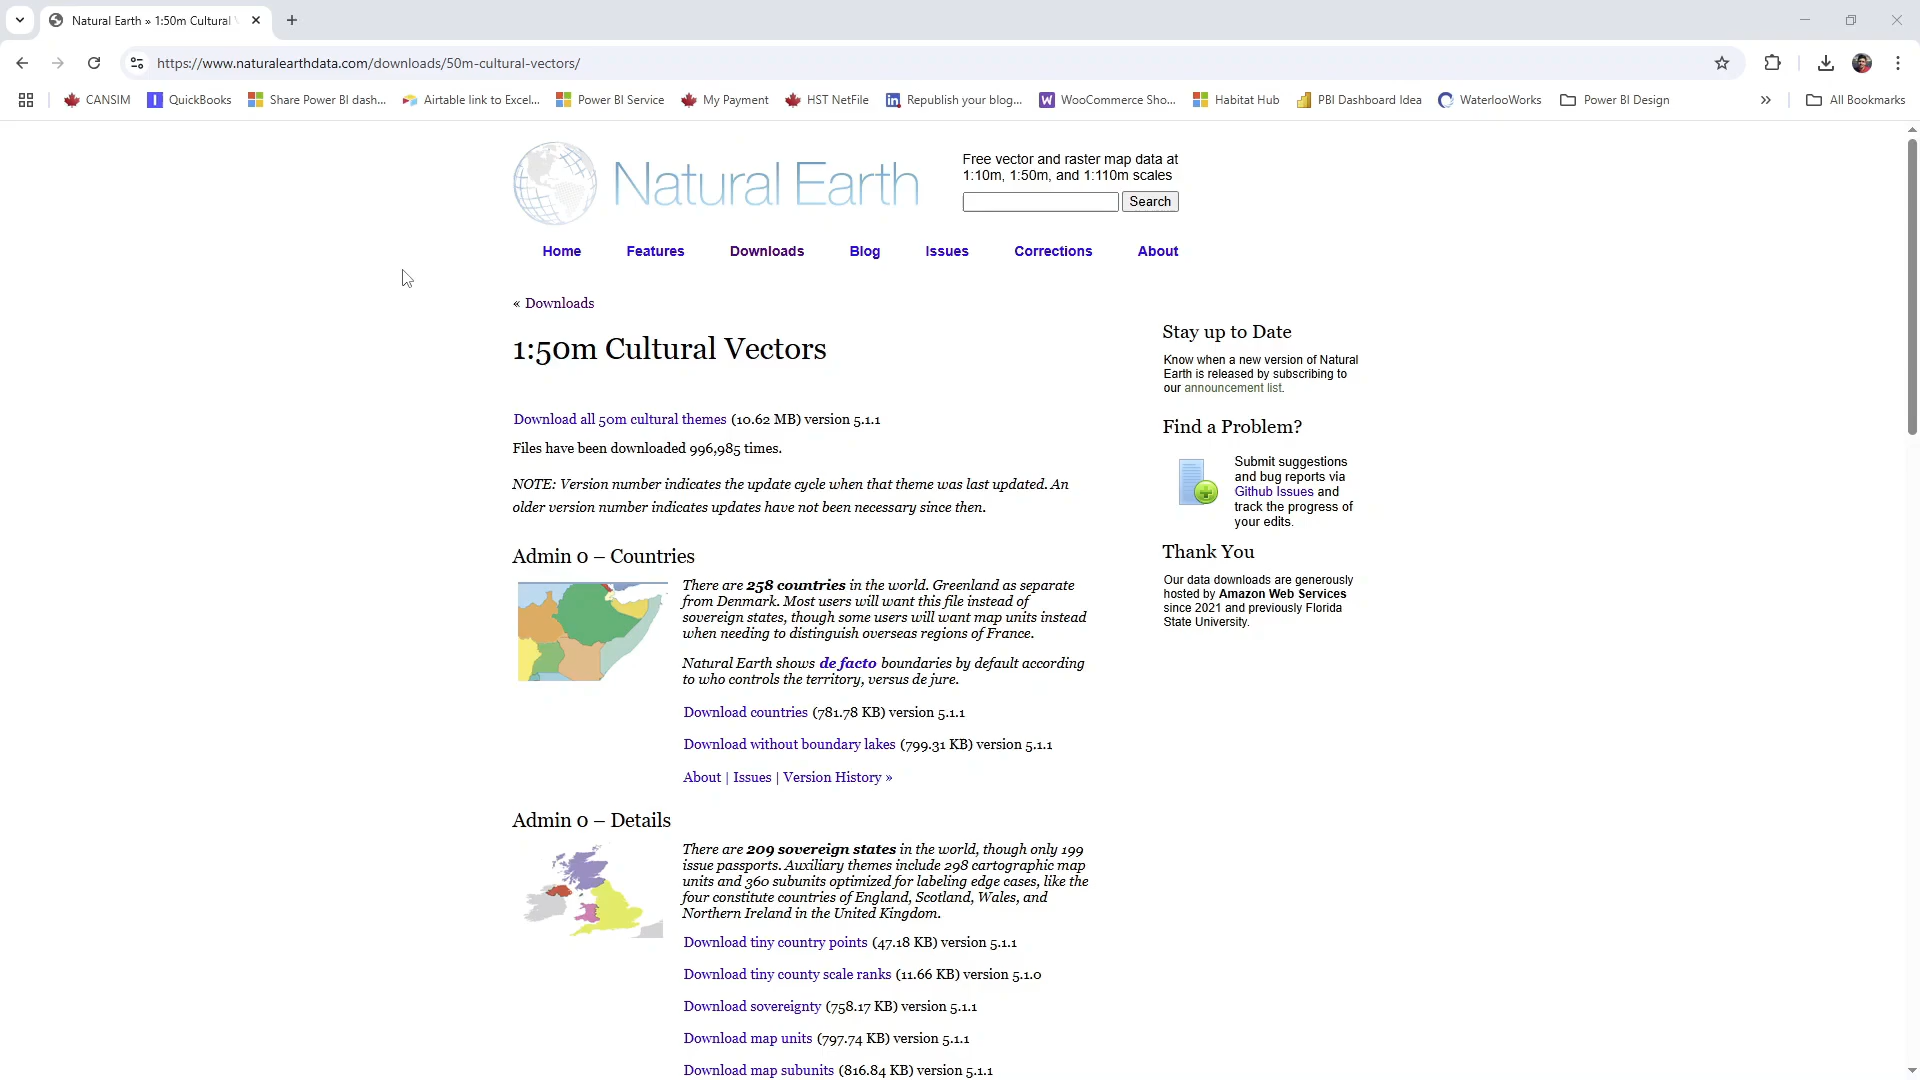 Natural Earth » 1:50m Cultural
https://www.naturalearthdata.com/downloads/50m-cultural-vectors/
CANSIM
QuickBooks
Share Power BI dash...
Airtable link to Excel...
Power BI Service
My Payment
HST NetFile
Republish your blog...
WooCommerce Sho...
Habitat Hub
PBI Dashboard Idea
WaterlooWorks
Power BI Design
»
All Bookmarks
Natural Earth
Free vector and raster map data at
1:10m, 1:50m, and 1:110m scales
Search
Home
Features
Downloads
Blog
Issues
Corrections
About
« Downloads
1:50m Cultural Vectors
Download all 50m cultural themes (10.62 MB) version 5.1.1
Files have been downloaded 996,985 times.
NOTE: Version number indicates the update cycle when that theme was last updated. An
older version number indicates updates have not been necessary since then.
Admin 0 – Countries
There are 258 countries in the world. Greenland as separate
from Denmark. Most users will want this file instead of
sovereign states, though some users will want map units instead
when needing to distinguish overseas regions of France.
Natural Earth shows de facto boundaries by default according
to who controls the territory, versus de jure.
Download countries (781.78 KB) version 5.1.1
Download without boundary lakes (799.31 KB) version 5.1.1
About | Issues | Version History »
Admin 0 – Details
There are 209 sovereign states in the world, though only 199
issue passports. Auxiliary themes include 298 cartographic map
units and 360 subunits optimized for labeling edge cases, like the
four constitute countries of England, Scotland, Wales, and
Northern Ireland in the United Kingdom.
Download tiny country points (47.18 KB) version 5.1.1
Download tiny county scale ranks (11.66 KB) version 5.1.0
Download sovereignty (758.17 KB) version 5.1.1
Download map units (797.74 KB) version 5.1.1
Download map subunits (816.84 KB) version 5.1.1
Stay up to Date
Know when a new version of Natural
Earth is released by subscribing to
our announcement list.
Find a Problem?
Submit suggestions
and bug reports via
Github Issues and
track the progress of
your edits.
Thank You
Our data downloads are generously
hosted by Amazon Web Services
since 2021 and previously Florida
State University.